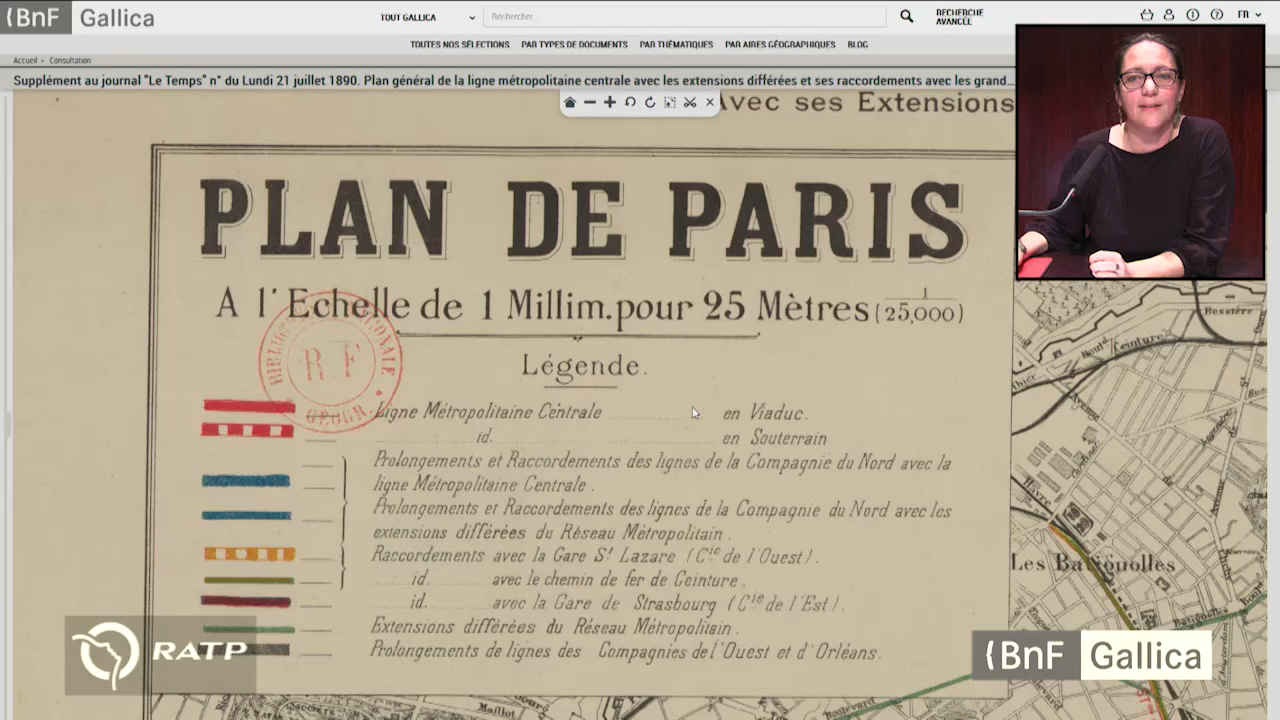 BnF Gallica
TOUT GALLICA
Rechercher
RECHERCHE
AVANCÉE
FR
TOUTES NOS SÉLECTIONS PAR TYPES DE DOCUMENTS PAR THÉMATIQUES PAR AIRES GÉOGRAPHIQUES BLOG
Accueil > Consultation
Supplément au journal "Le Temps" n° du Lundi 21 juillet 1890. Plan général de la ligne métropolitaine centrale avec les extensions différées et ses raccordements avec les grand...
Avec ses Extensions
PLAN DE PARIS
A l'Echelle de 1 Millim. pour 25 Mètres (1/25,000)
R.F
GÉOGR
Légende.
Ligne Métropolitaine Centrale en Viaduc.
id. en Souterrain
Prolongements et Raccordements des lignes de la Compagnie du Nord avec la
ligne Métropolitaine Centrale.
Prolongements et Raccordements des lignes de la Compagnie du Nord avec les
extensions différées du Réseau Métropolitain.
Raccordements avec la Gare St Lazare (Cie de l'Ouest).
id. avec le chemin de fer de Ceinture.
id. avec la Gare de Strasbourg (Cie de l'Est).
Extensions différées du Réseau Métropolitain.
Prolongements de lignes des Compagnies de l'Ouest et d'Orléans.
Bessière
Ceinture
Avenue
Havre
Les Batignolles
Batignolles
Maillot
Boulevard
RATP
BnF Gallica